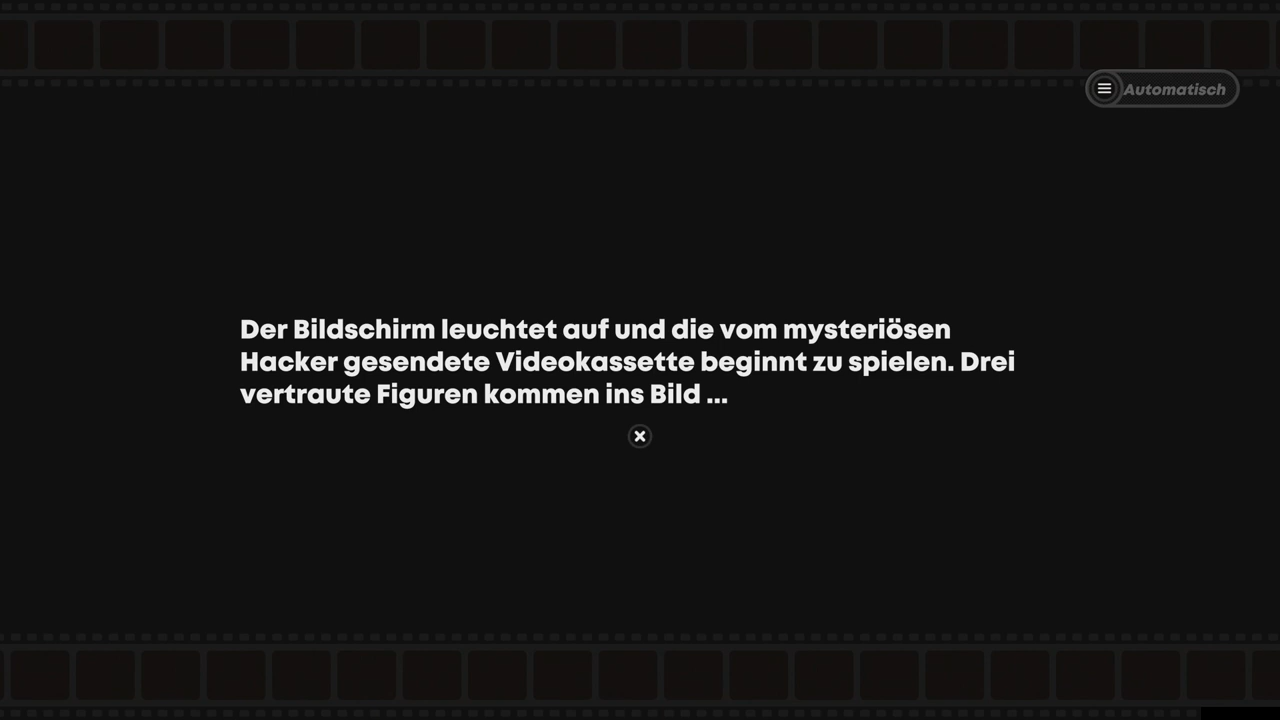 Automatisch
Der Bildschirm leuchtet auf und die vom mysteriösen
Hacker gesendete Videokassette beginnt zu spielen. Drei
vertraute Figuren kommen ins Bild ...